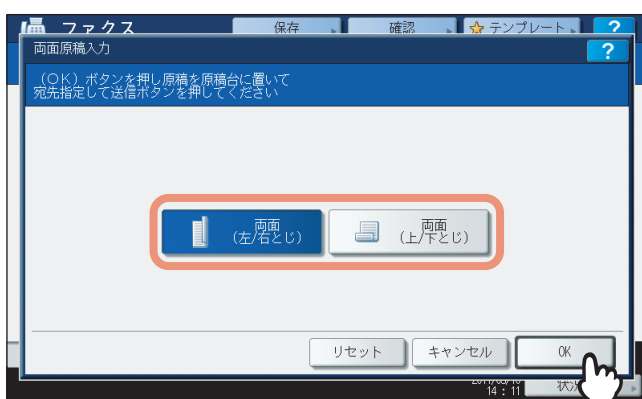 ファクス 保存 確認 テンプレート ?
両面原稿入力 ?
(OK) ボタンを押し原稿を原稿台に置いて
宛先指定して送信ボタンを押してください
両面
(左/右とじ)
両面
(上/下とじ)
リセット キャンセル OK
14:11